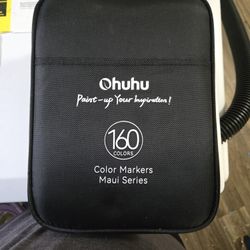 Ohuhu
Paint-up Your Inspiration!
160
COLORS
Color Markers
Maui Series